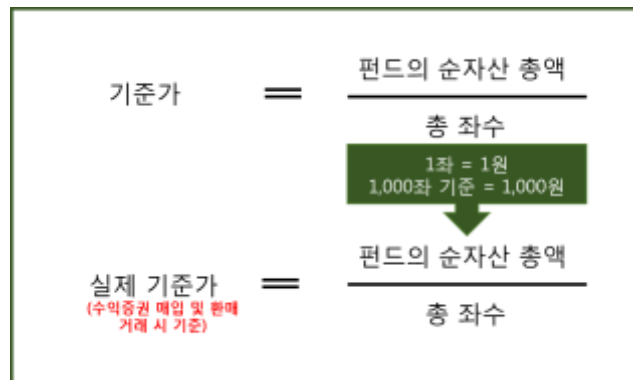 펀드의 순자산 총액
기준가 =
총 좌수
1좌 = 1원
1,000좌 기준 = 1,000원
펀드의 순자산 총액
실제 기준가 =
(수익증권 매입 및 환매
거래 시 기준)
총 좌수